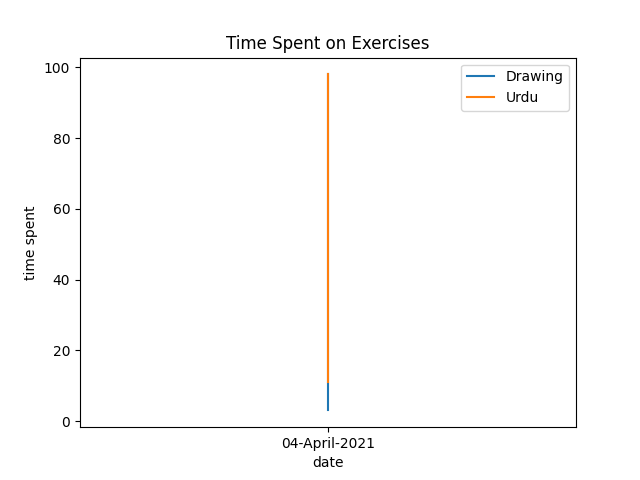 Time Spent on Exercises
Drawing
Urdu
100
80
60
40
20
0
time spent
04-April-2021
date